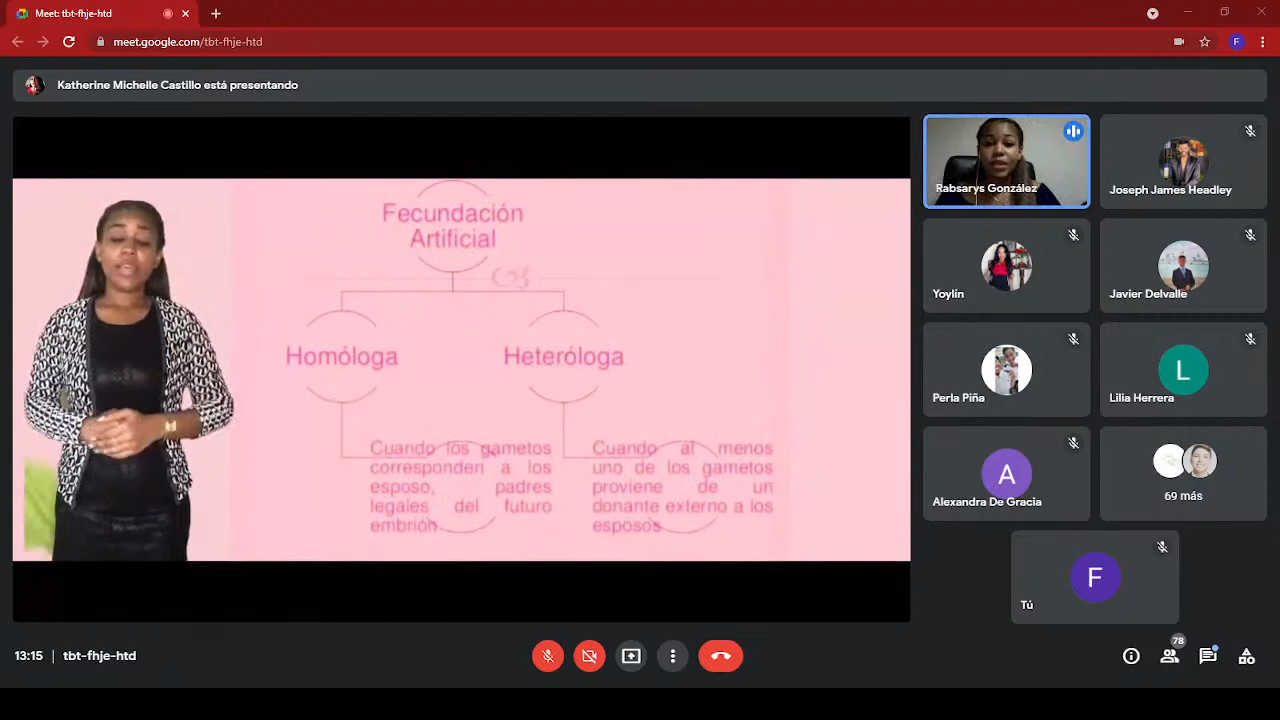 Meet: tbt-fhje-htd
meet.google.com/tbt-fhje-htd
F
Katherine Michelle Castillo está presentando
Fecundación
Artificial
Homóloga
Heteróloga
Cuando los gametos
corresponden a los
esposo, padres
legales del futuro
embrión
Cuando al menos
uno de los gametos
proviene de un
donante externo a los
esposos
Rabsarys González
Joseph James Headley
Yoylín
Javier Delvalle
Perla Piña
L
Lilia Herrera
A
Alexandra De Gracia
69 más
F
Tú
13:15 | tbt-fhje-htd
78